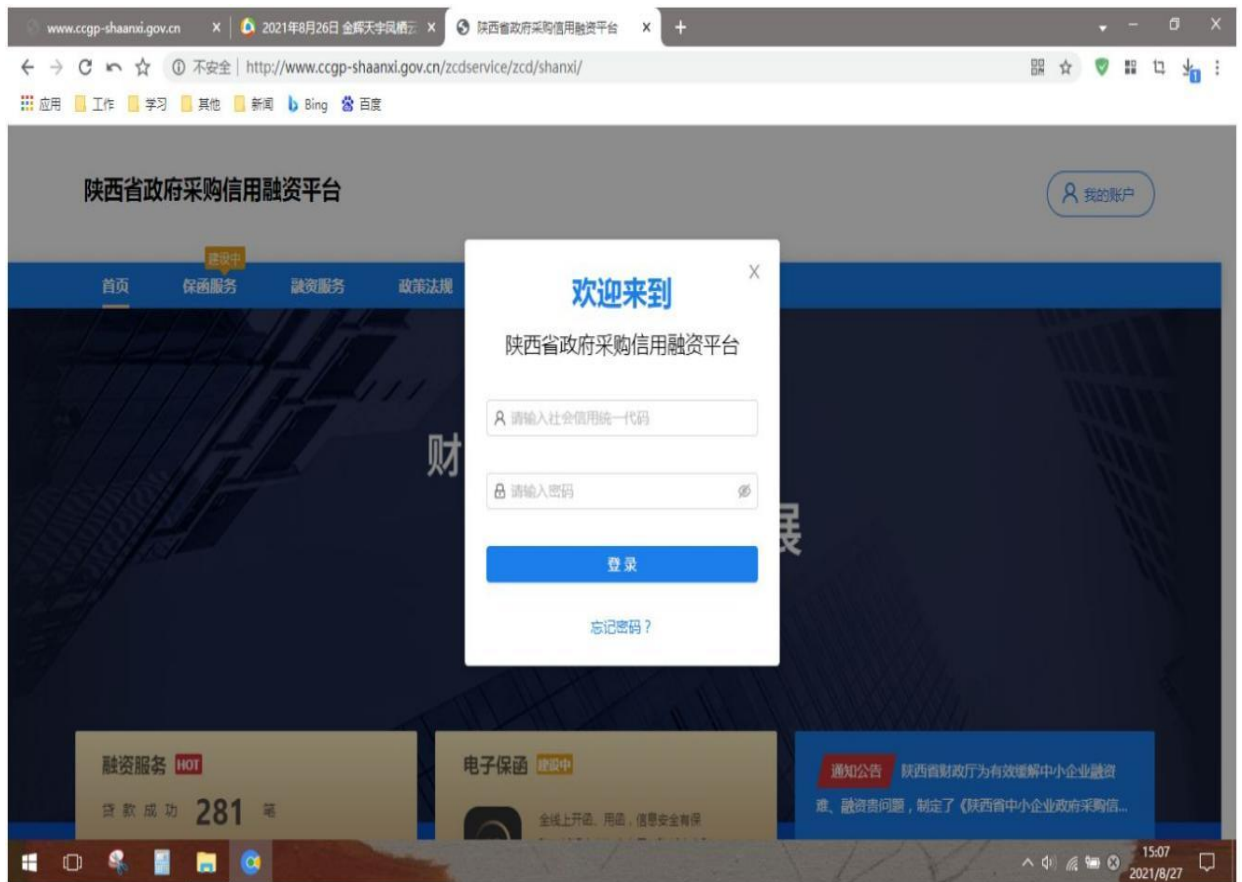 www.ccgp-shaanxi.gov.cn
2021年8月26日 金辉天宇凤栖云
陕西省政府采购信用融资平台
不安全 | http://www.ccgp-shaanxi.gov.cn/zcdservice/zcd/shanxi/
1
应用 工作 学习 其他 新闻 Bing 百度
陕西省政府采购信用融资平台
我的账户
建设中
首页 保函服务 融资服务 政策法规
X
欢迎来到
陕西省政府采购信用融资平台
请输入社会信用统一代码
请输入密码
登录
忘记密码？
财
展
融资服务 HOT
贷款成功 281 笔
电子保函 建设中
全线上开函、用函，信息安全有保
通知公告 陕西省财政厅为有效缓解中小企业融资
难、融资贵问题，制定了《陕西省中小企业政府采购信...
15:07
2021/8/27